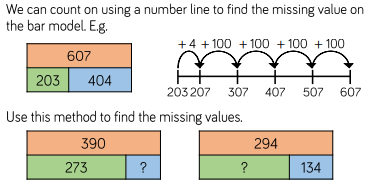 We can count on using a number line to find the missing value on
the bar model. E.g.
607
203 404
+ 4 + 100 + 100 + 100 + 100
203 207 307 407 507 607
Use this method to find the missing values.
390
273 ?
294
? 134